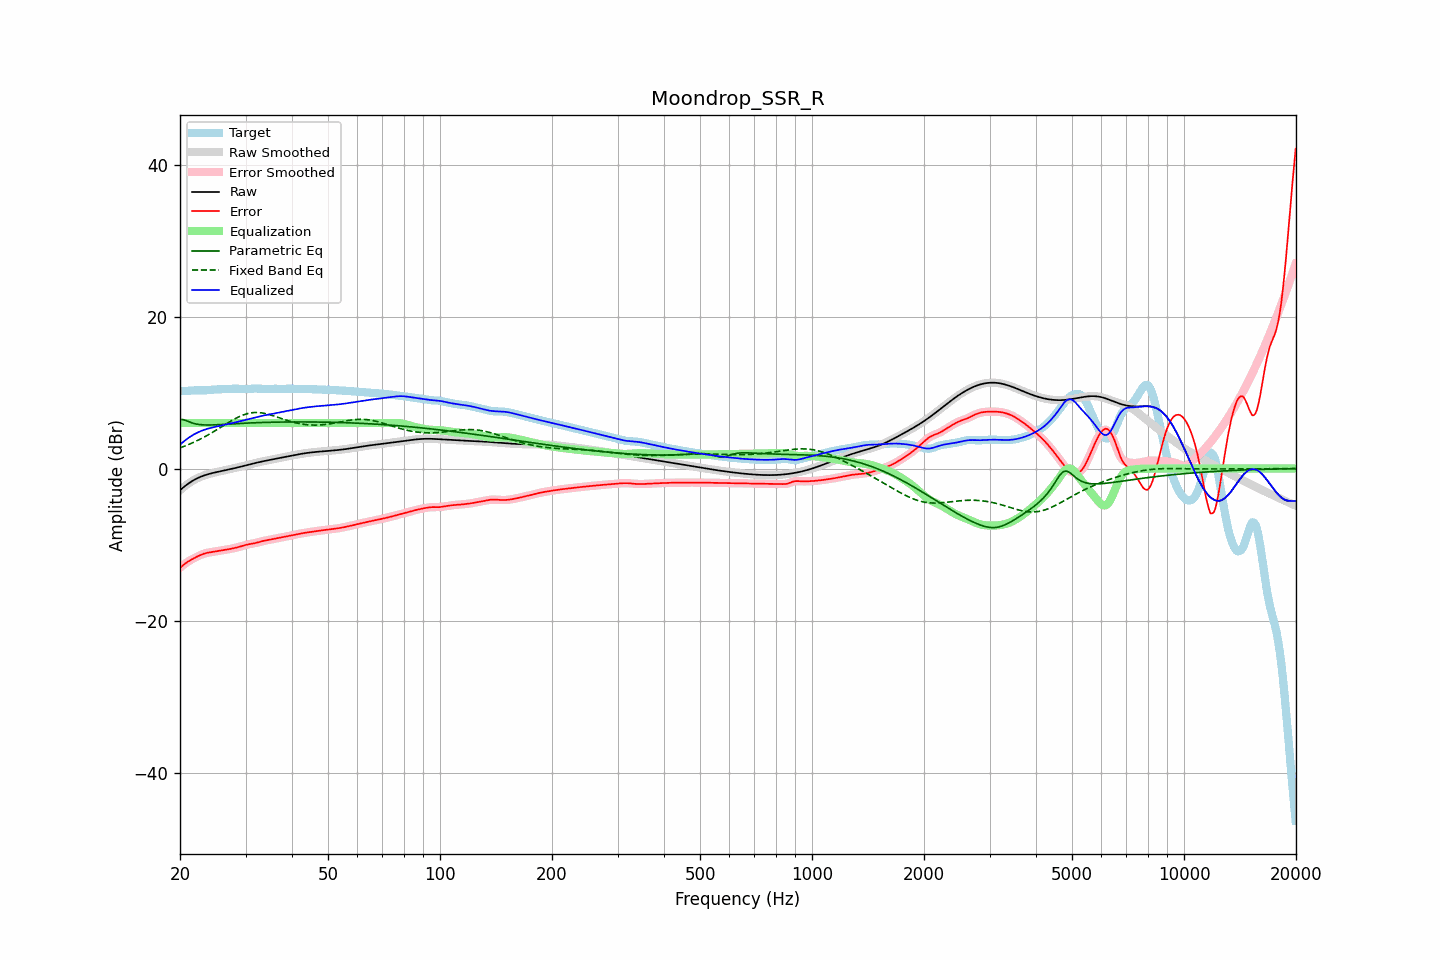 Moondrop_SSR_R
Target
Raw Smoothed
Error Smoothed
Raw
Error
Equalization
Parametric Eq
Fixed Band Eq
Equalized
40
20
0
−20
−40
Amplitude (dBr)
20
50
100
200
500
1000
2000
5000
10000
20000
Frequency (Hz)